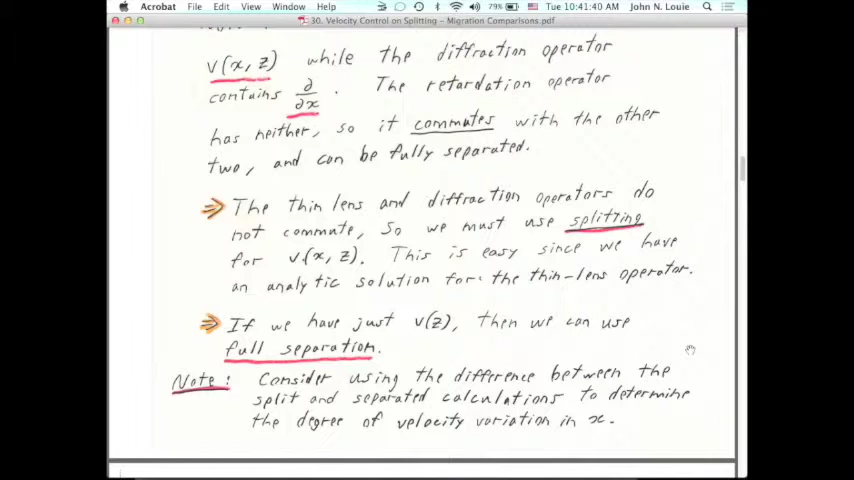 Acrobat File Edit View Window Help 79% Tue 10:41:40 AM John N. Louie
30. Velocity Control on Splitting – Migration Comparisons.pdf
v(x, z) while the diffraction operator
contains ∂/∂x . The retardation operator
has neither, so it commutes with the other
two, and can be fully separated.
⇒ The thin lens and diffraction operators do
not commute, so we must use splitting
for v(x, z). This is easy since we have
an analytic solution for the thin-lens operator.
⇒ If we have just v(z), then we can use
full separation.
Note: Consider using the difference between the
split and separated calculations to determine
the degree of velocity variation in x.